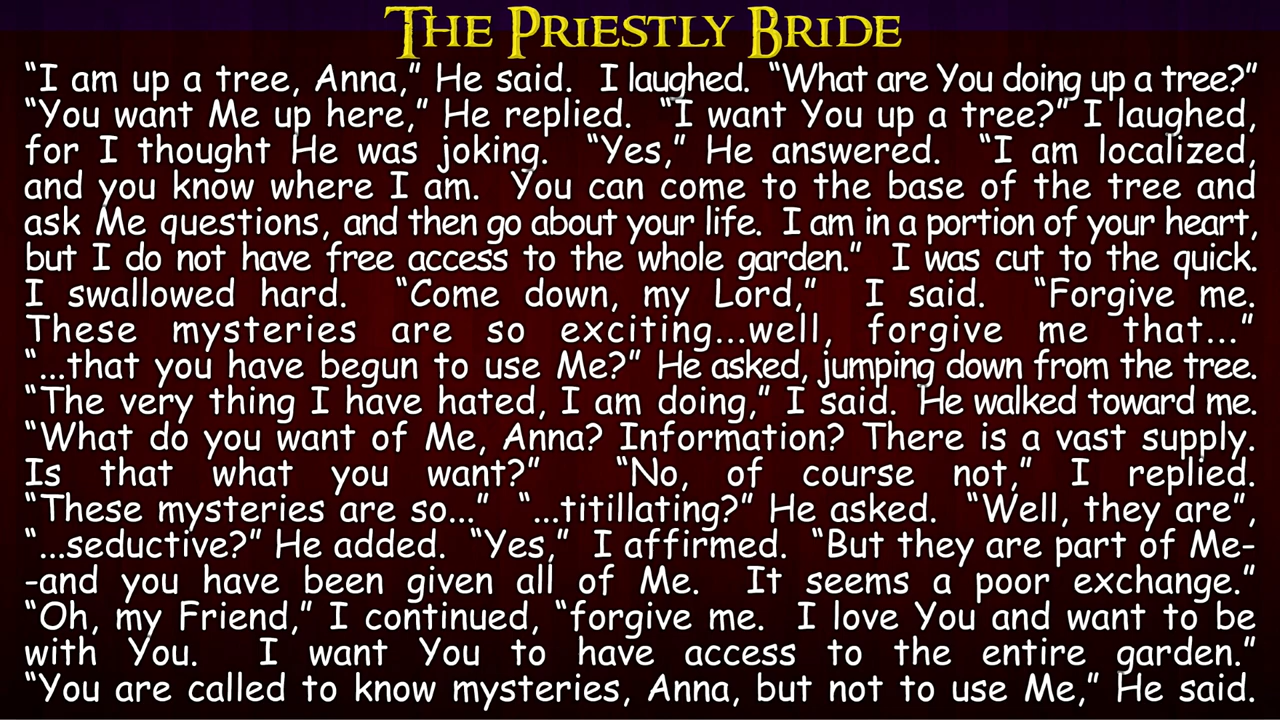 The Priestly Bride
“I am up a tree, Anna,” He said.  I laughed.  “What are You doing up a tree?”
“You want Me up here,” He replied.  “I want You up a tree?” I laughed,
for I thought He was joking.  “Yes,” He answered.  “I am localized,
and you know where I am.  You can come to the base of the tree and
ask Me questions, and then go about your life.  I am in a portion of your heart,
but I do not have free access to the whole garden.”  I was cut to the quick.
I swallowed hard.  “Come down, my Lord,”  I said.  “Forgive me.
These mysteries are so exciting...well, forgive me that...”
“...that you have begun to use Me?” He asked, jumping down from the tree.
“The very thing I have hated, I am doing,” I said.  He walked toward me.
“What do you want of Me, Anna? Information? There is a vast supply.
Is that what you want?”  “No, of course not,” I replied.
“These mysteries are so...”  “...titillating?” He asked.  “Well, they are”,
“...seductive?” He added.  “Yes,”  I affirmed.  “But they are part of Me-
-and you have been given all of Me.  It seems a poor exchange.”
“Oh, my Friend,” I continued, “forgive me.  I love You and want to be
with You.  I want You to have access to the entire garden.”
“You are called to know mysteries, Anna, but not to use Me,” He said.